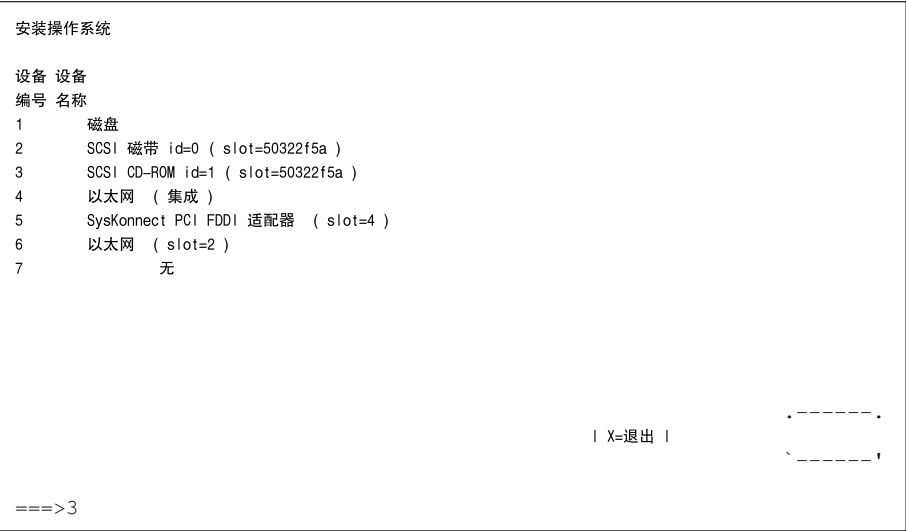 安装操作系统
设备 设备
编号 名称
1 磁盘
2 SCSI 磁带 id=0 ( slot=50322f5a )
3 SCSI CD-ROM id=1 ( slot=50322f5a )
4 以太网 ( 集成 )
5 SysKonnect PCI FDDI 适配器 ( slot=4 )
6 以太网 ( slot=2 )
7 无
.------.
| X=退出 |
`------'
===>3